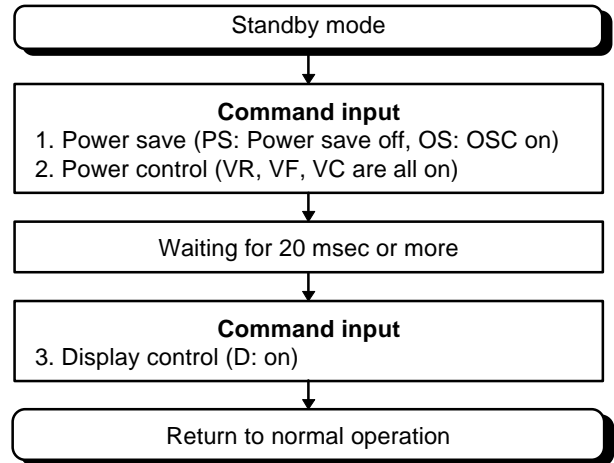 Standby mode
Command input
1. Power save (PS: Power save off, OS: OSC on)
2. Power control (VR, VF, VC are all on)
Waiting for 20 msec or more
Command input
3. Display control (D: on)
Return to normal operation